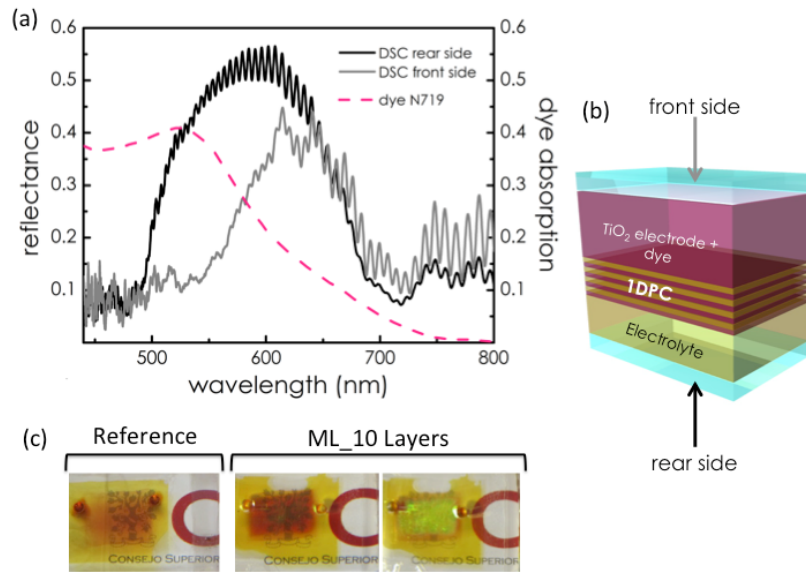 (a)
0.6
0.5
0.4
0.3
0.2
0.1
reflectance
DSC rear side
DSC front side
dye N719
0.6
0.5
0.4
0.3
0.2
0.1
dye absorption
500
600
700
800
wavelength (nm)
(b)
front side
TiO2 electrode +
dye
1DPC
Electrolyte
rear side
(c)
Reference
ML_10 Layers
CONSEJO SUPERIOR
CONSEJO SUPERIOR
CONSEJO SUPERIOR